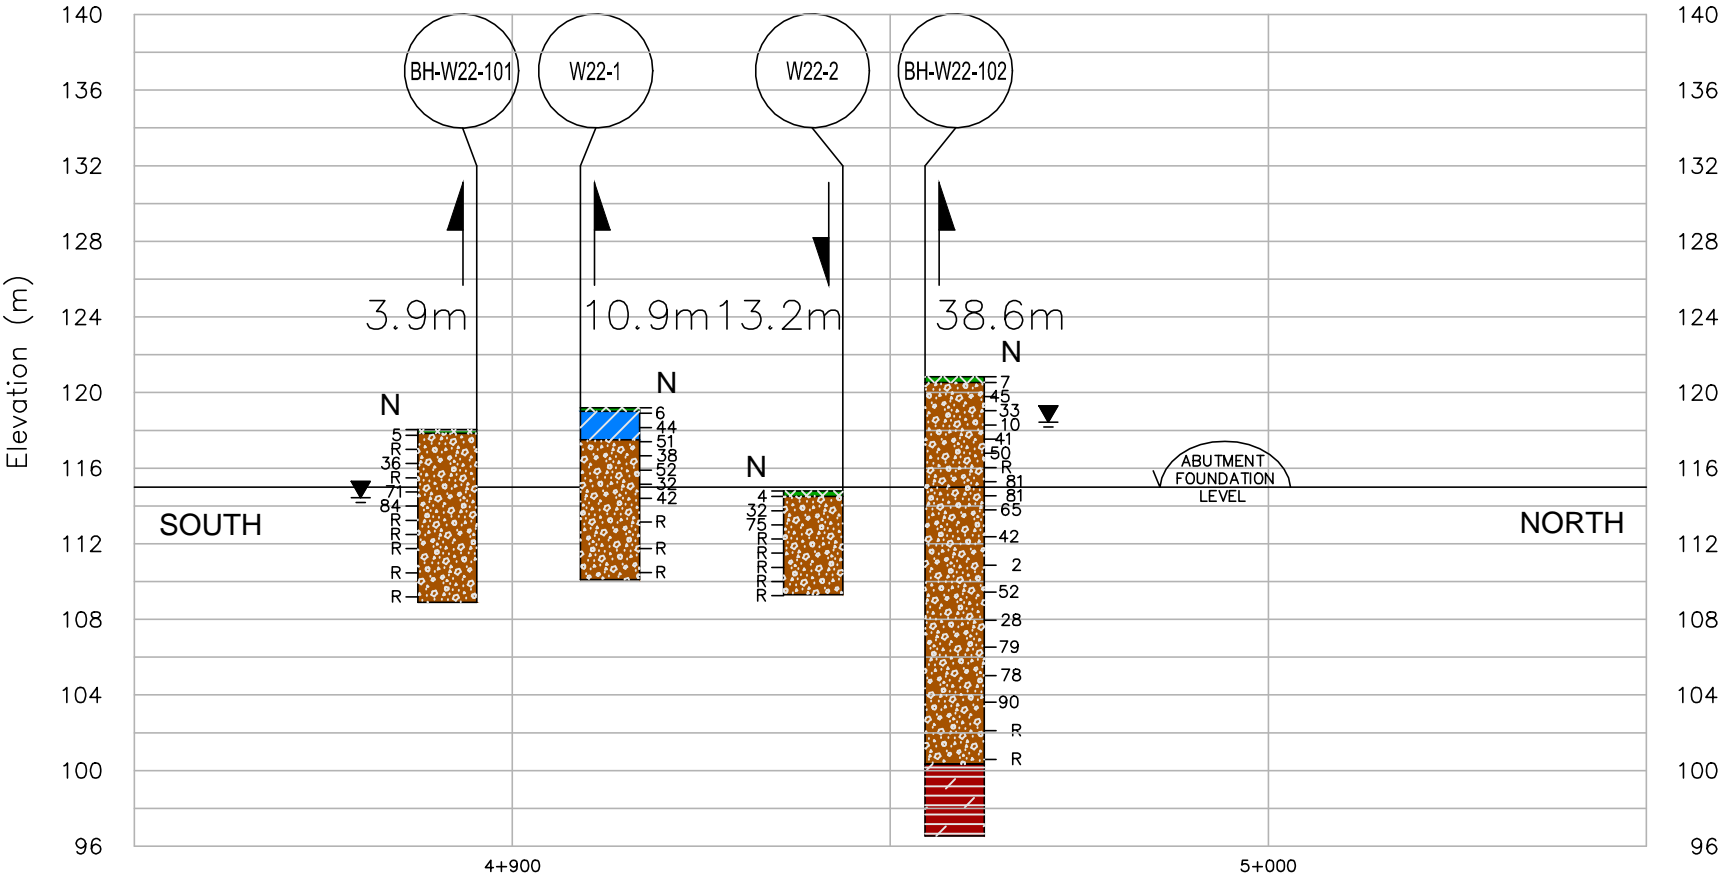 140
136
132
128
124
120
116
112
108
104
100
96
Elevation (m)
140
136
132
128
124
120
116
112
108
104
100
96
BH-W22-101
W22-1
W22-2
BH-W22-102
3.9m
10.9m
13.2m
38.6m
N
5
R
36
R
71
84
R
R
R
R
R
N
6
44
51
38
52
32
42
R
R
R
N
4
32
75
R
R
R
R
R
N
7
45
33
10
41
50
R
81
81
65
42
2
52
28
79
78
90
R
R
ABUTMENT
FOUNDATION
LEVEL
SOUTH
NORTH
4+900
5+000